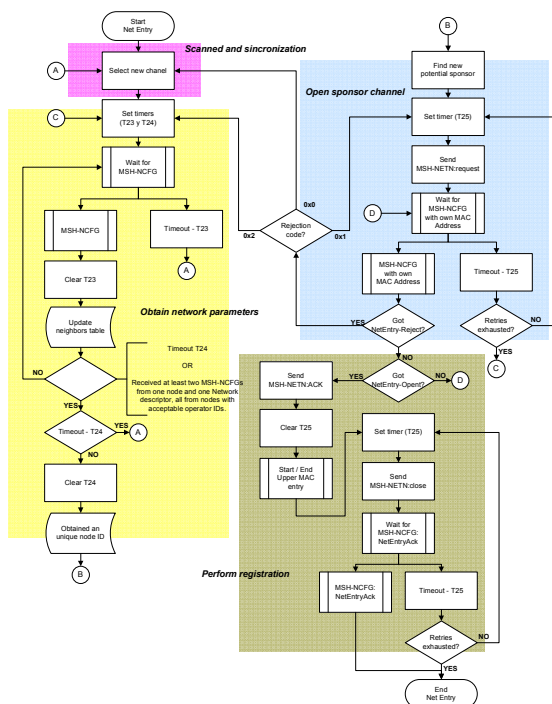 Start
Net Entry
Scanned and sincronization
A
Select new chanel
C
Set timers
(T23 y T24)
Wait for
MSH-NCFG
MSH-NCFG
Timeout - T23
A
Clear T23
Update
neighbors table
Obtain network parameters
NO
Timeout T24
OR
Received at least two MSH-NCFGs
from one node and one Network
descriptor, all from nodes with
acceptable operator IDs.
YES
Timeout - T24
YES
A
NO
Clear T24
Obtained an
unique node ID
B
B
Find new
potential sponsor
Open sponsor channel
Set timer (T25)
Send
MSH-NETN:request
D
Wait for
MSH-NCFG
with own MAC
Address
0x0
0x2
Rejection
code?
0x1
MSH-NCFG
with own
MAC Address
Timeout - T25
YES
Got
NetEntry-Reject?
Retries
exhausted?
NO
YES
C
NO
Send
MSH-NETN:ACK
YES
Got
NetEntry-Opent?
NO
D
Clear T25
Start / End
Upper MAC
entry
Set timer (T25)
Send
MSH-NETN:close
Wait for
MSH-NCFG:
NetEntryAck
Perform registration
MSH-NCFG:
NetEntryAck
Timeout - T25
Retries
exhausted?
NO
YES
End
Net Entry